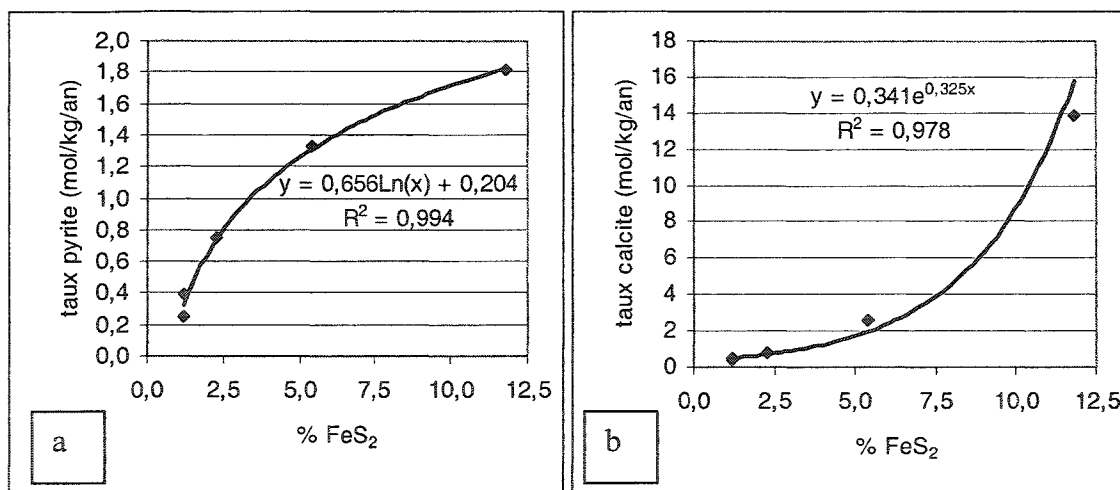 2,0
1,8
1,6
1,4
1,2
1,0
0,8
0,6
0,4
0,2
0,0
taux pyrite (mol/kg/an)
y = 0,656Ln(x) + 0,204
R² = 0,994
0,0 2,5 5,0 7,5 10,0 12,5
% FeS₂
a
18
16
14
12
10
8
6
4
2
0
taux calcite (mol/kg/an)
y = 0,341e^0,325x
R² = 0,978
0,0 2,5 5,0 7,5 10,0 12,5
% FeS₂
b